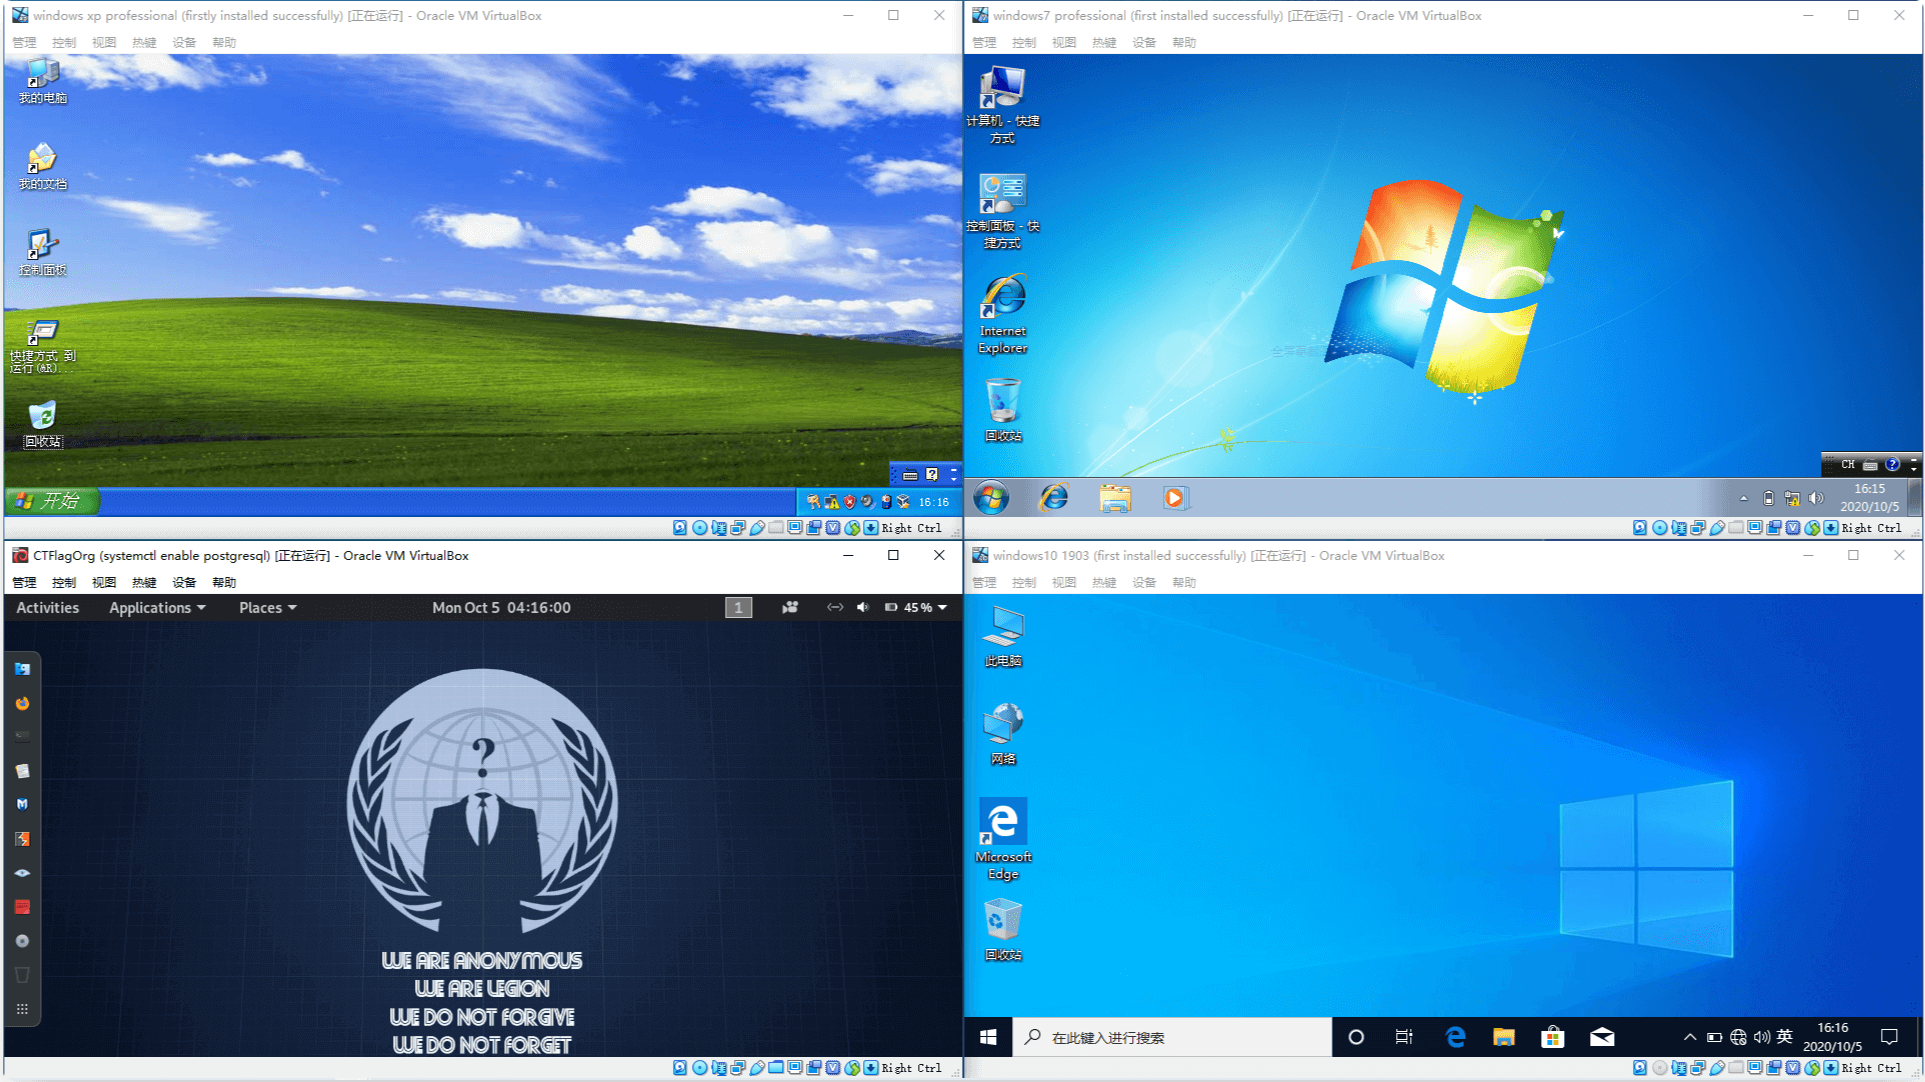 windows xp professional (firstly installed successfully) [正在运行] - Oracle VM VirtualBox
管理 控制 视图 热键 设备 帮助
我的电脑
我的文档
控制面板
快捷方式 到
运行(&R)...
回收站
开始
16:16
Right Ctrl
windows7 professional (first installed successfully) [正在运行] - Oracle VM VirtualBox
管理 控制 视图 热键 设备 帮助
计算机 - 快捷
方式
控制面板 - 快
捷方式
Internet
Explorer
回收站
CH
16:15
2020/10/5
Right Ctrl
CTFlagOrg (systemctl enable postgresql) [正在运行] - Oracle VM VirtualBox
管理 控制 视图 热键 设备 帮助
Activities Applications Places Mon Oct 5 04:16:00 1 45%
?
WE ARE ANONYMOUS
WE ARE LEGION
WE DO NOT FORGIVE
WE DO NOT FORGET
Right Ctrl
windows10 1903 (first installed successfully) [正在运行] - Oracle VM VirtualBox
管理 控制 视图 热键 设备 帮助
此电脑
网络
Microsoft
Edge
回收站
在此键入进行搜索
英
16:16
2020/10/5
Right Ctrl